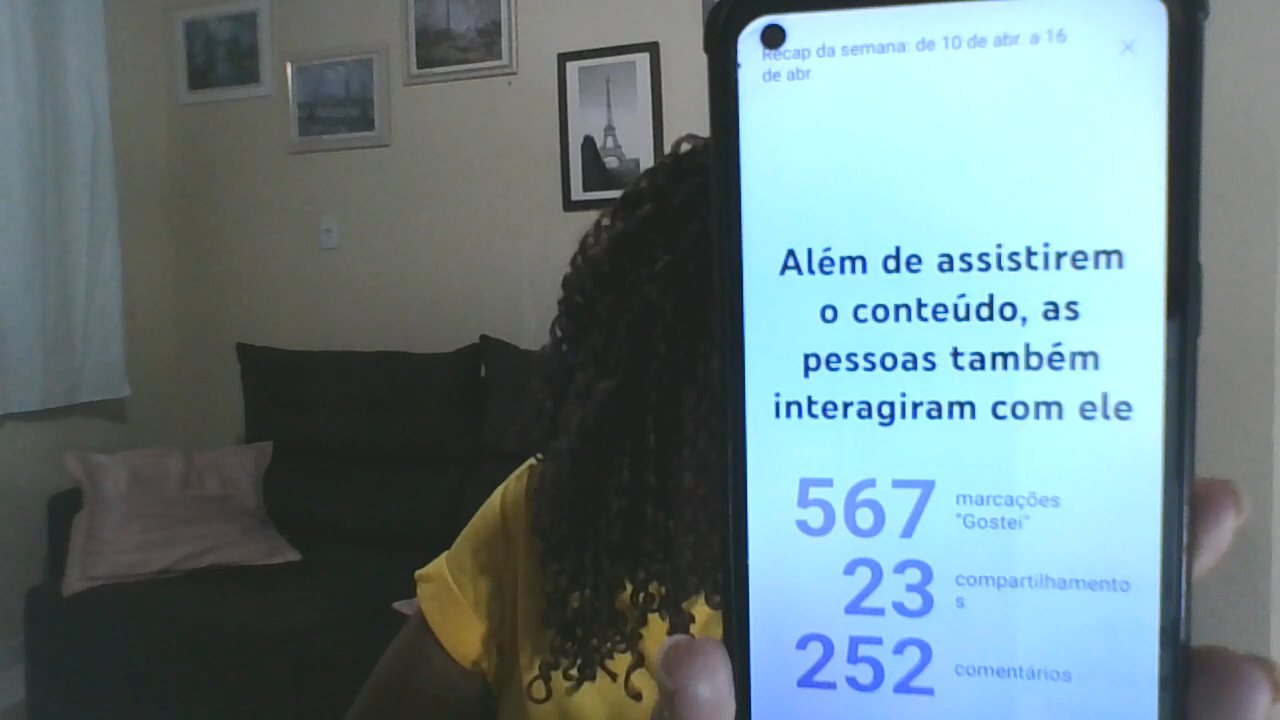 Recap da semana: de 10 de abr. a 16
de abr.
Além de assistirem
o conteúdo, as
pessoas também
interagiram com ele
567 marcações
"Gostei"
23 compartilhamento
s
252 comentários